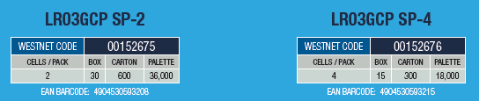 LR03GCP SP-2
WESTNET CODE 00152675
CELLS / PACK BOX CARTON PALETTE
2 30 600 36,000
EAN BARCODE: 4904530593208
LR03GCP SP-4
WESTNET CODE 00152676
CELLS / PACK BOX CARTON PALETTE
4 15 300 18,000
EAN BARCODE: 4904530593215